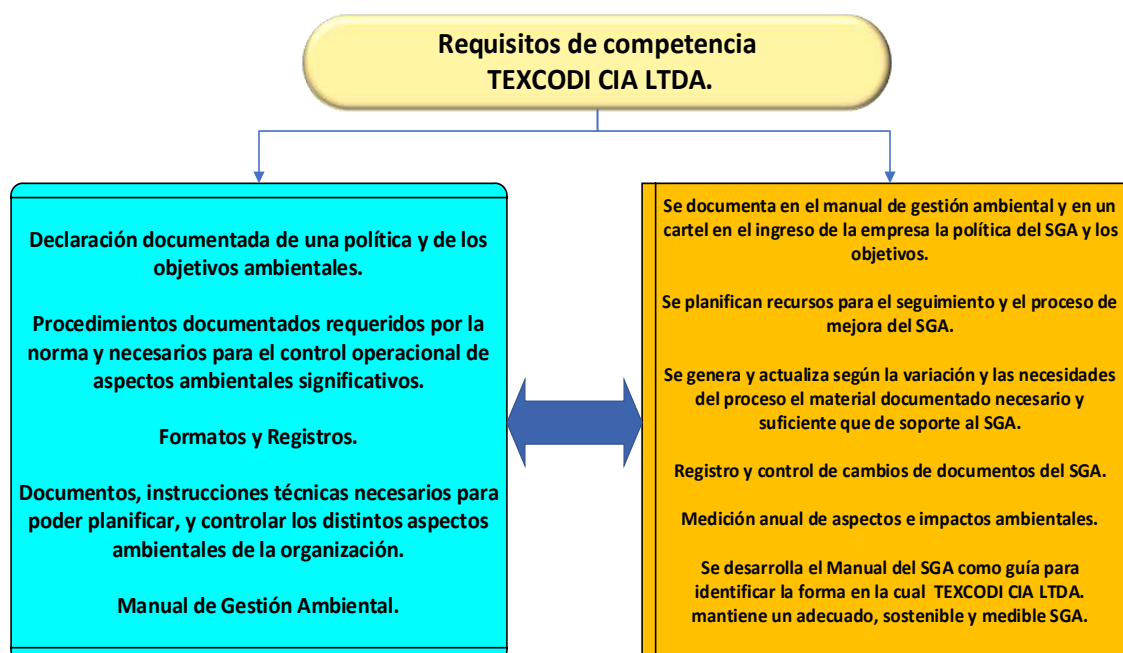 Requisitos de competencia
TEXCODI CIA LTDA.
Declaración documentada de una política y de los
objetivos ambientales.
Procedimientos documentados requeridos por la
norma y necesarios para el control operacional de
aspectos ambientales significativos.
Formatos y Registros.
Documentos, instrucciones técnicas necesarios para
poder planificar, y controlar los distintos aspectos
ambientales de la organización.
Manual de Gestión Ambiental.
Se documenta en el manual de gestión ambiental y en un
cartel en el ingreso de la empresa la política del SGA y los
objetivos.
Se planifican recursos para el seguimiento y el proceso de
mejora del SGA.
Se genera y actualiza según la variación y las necesidades
del proceso el material documentado necesario y
suficiente que de soporte al SGA.
Registro y control de cambios de documentos del SGA.
Medición anual de aspectos e impactos ambientales.
Se desarrolla el Manual del SGA como guía para
identificar la forma en la cual TEXCODI CIA LTDA.
mantiene un adecuado, sostenible y medible SGA.